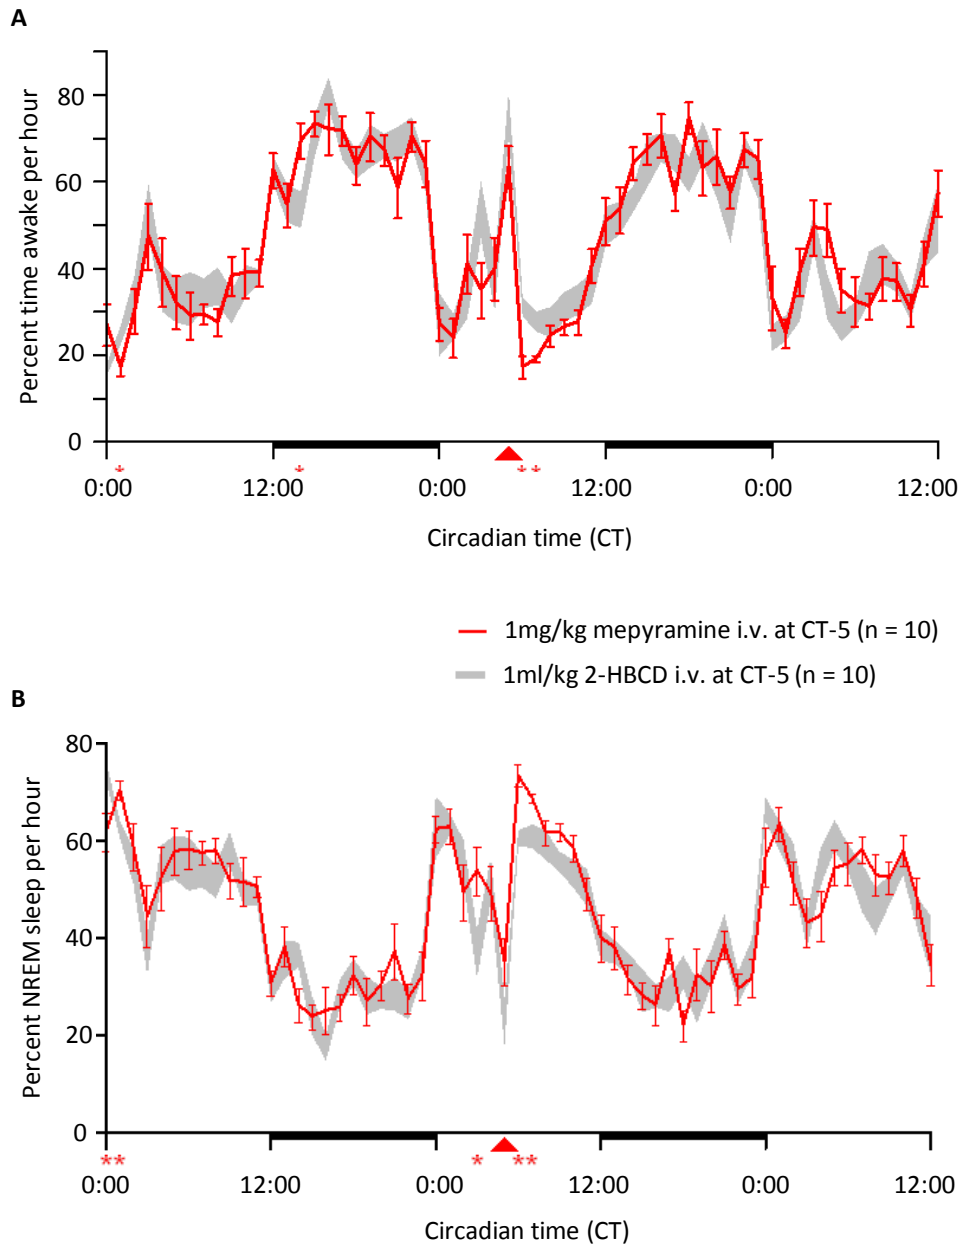 A
Percent time awake per hour
80
60
40
20
0
* * * *
0:00 12:00 0:00 12:00 0:00 12:00
Circadian time (CT)
1mg/kg mepyramine i.v. at CT-5 (n = 10)
1ml/kg 2-HBCD i.v. at CT-5 (n = 10)
B
Percent NREM sleep per hour
80
60
40
20
0
** * **
0:00 12:00 0:00 12:00 0:00 12:00
Circadian time (CT)